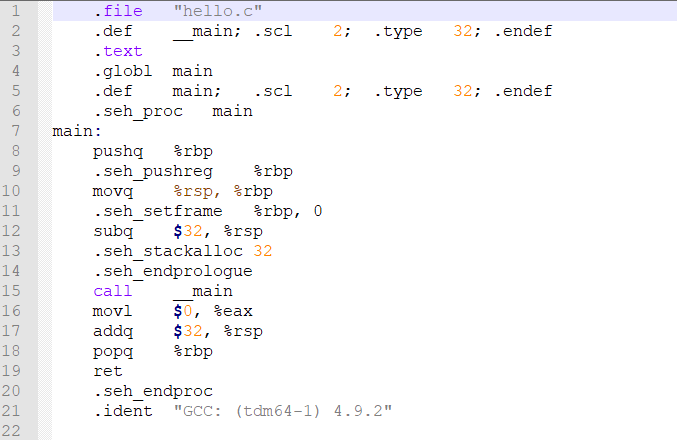 1 .file "hello.c"
2 .def __main; .scl 2; .type 32; .endef
3 .text
4 .globl main
5 .def main; .scl 2; .type 32; .endef
6 .seh_proc main
7 main:
8 pushq %rbp
9 .seh_pushreg %rbp
10 movq %rsp, %rbp
11 .seh_setframe %rbp, 0
12 subq $32, %rsp
13 .seh_stackalloc 32
14 .seh_endprologue
15 call __main
16 movl $0, %eax
17 addq $32, %rsp
18 popq %rbp
19 ret
20 .seh_endproc
21 .ident "GCC: (tdm64-1) 4.9.2"
22